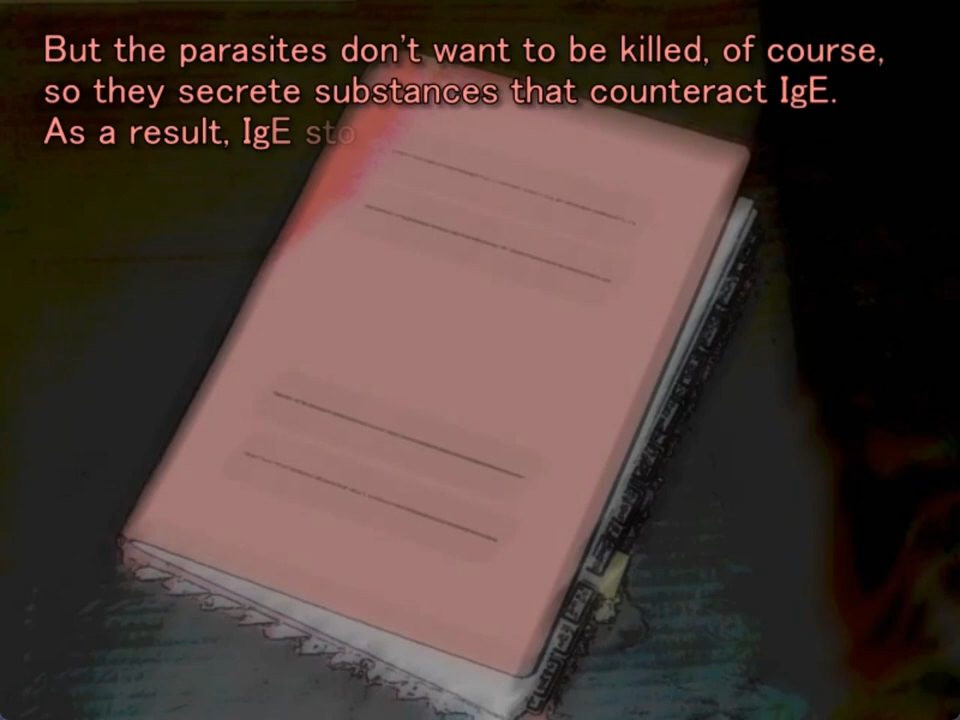 But the parasites don't want to be killed, of course,
so they secrete substances that counteract IgE.
As a result, IgE sto